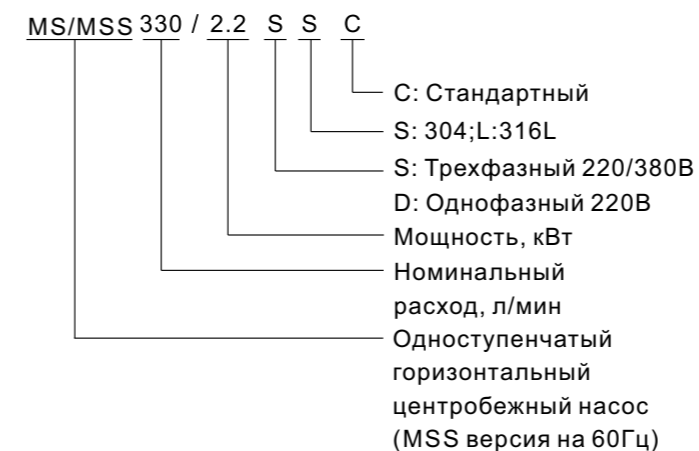 MS/MSS 330 / 2.2 S S C
C: Стандартный
S: 304;L:316L
S: Трехфазный 220/380В
D: Однофазный 220В
Мощность, кВт
Номинальный
расход, л/мин
Одноступенчатый
горизонтальный
центробежный насос
(MSS версия на 60Гц)